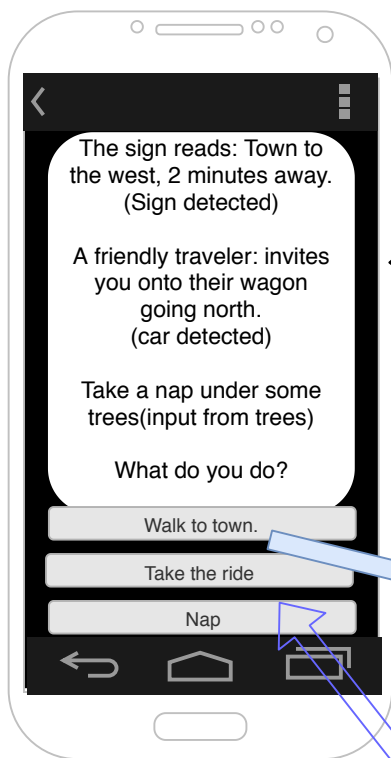 The sign reads: Town to
the west, 2 minutes away.
(Sign detected)
A friendly traveler: invites
you onto their wagon
going north.
(car detected)
Take a nap under some
trees(input from trees)
What do you do?
Walk to town.
Take the ride
Nap